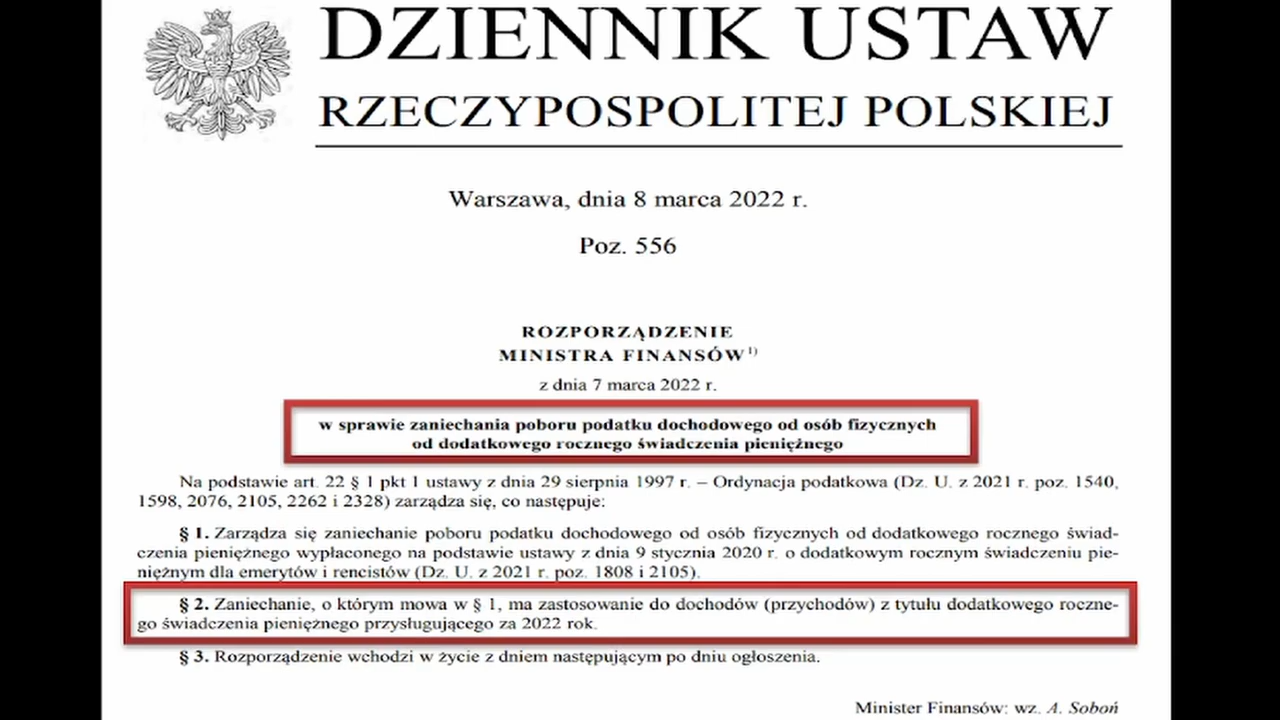 DZIENNIK USTAW
RZECZYPOSPOLITEJ POLSKIEJ
Warszawa, dnia 8 marca 2022 r.
Poz. 556
ROZPORZĄDZENIE
MINISTRA FINANSÓW¹⁾
z dnia 7 marca 2022 r.
w sprawie zaniechania poboru podatku dochodowego od osób fizycznych
od dodatkowego rocznego świadczenia pieniężnego
Na podstawie art. 22 § 1 pkt 1 ustawy z dnia 29 sierpnia 1997 r. – Ordynacja podatkowa (Dz. U. z 2021 r. poz. 1540,
1598, 2076, 2105, 2262 i 2328) zarządza się, co następuje:
§ 1. Zarządza się zaniechanie poboru podatku dochodowego od osób fizycznych od dodatkowego rocznego świad-
czenia pieniężnego wypłaconego na podstawie ustawy z dnia 9 stycznia 2020 r. o dodatkowym rocznym świadczeniu pie-
niężnym dla emerytów i rencistów (Dz. U. z 2021 r. poz. 1808 i 2105).
§ 2. Zaniechanie, o którym mowa w § 1, ma zastosowanie do dochodów (przychodów) z tytułu dodatkowego roczne-
go świadczenia pieniężnego przysługującego za 2022 rok.
§ 3. Rozporządzenie wchodzi w życie z dniem następującym po dniu ogłoszenia.
Minister Finansów: wz. A. Soboń